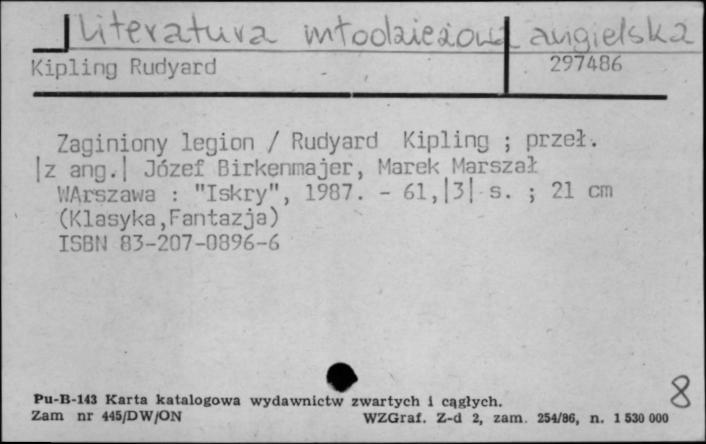 Literatura młodzieżowa angielska
Kipling Rudyard 297486
Zaginiony legion / Rudyard Kipling ; przeł.
|z ang.| Józef Birkenmajer, Marek Marszał
WArszawa : "Iskry", 1987. - 61,|3| s. ; 21 cm
(Klasyka,Fantazja)
ISBN 83-207-0896-6
8
Pu-B-143 Karta katalogowa wydawnictw zwartych i cągłych.
Zam nr 445/DW/ON WZGraf. Z-d 2, zam. 254/86, n. 1 530 000